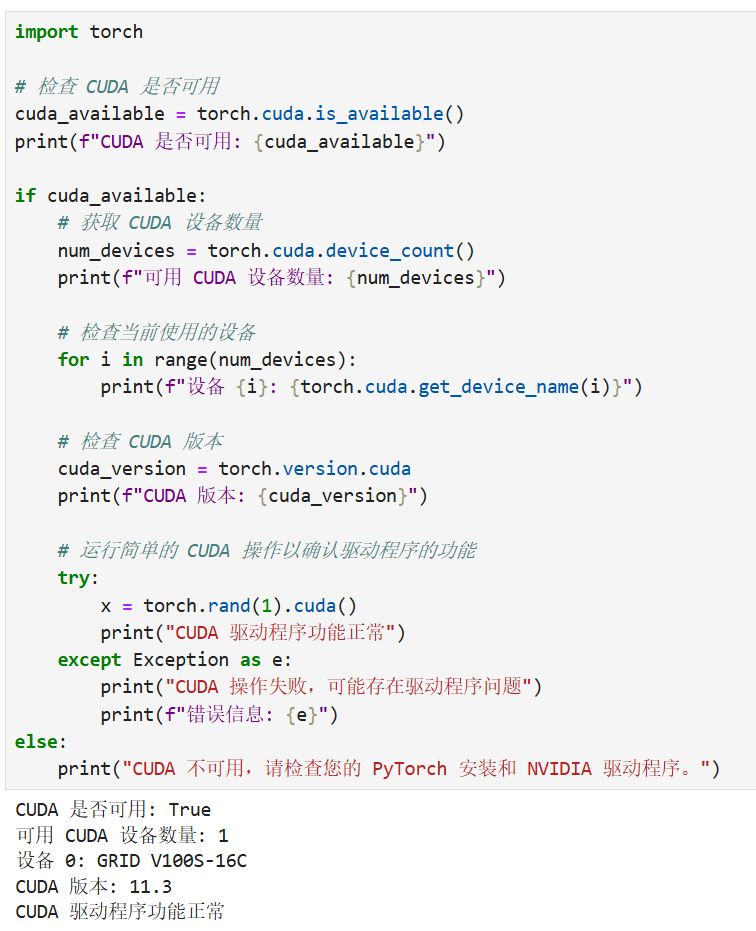 import torch

# 检查 CUDA 是否可用
cuda_available = torch.cuda.is_available()
print(f"CUDA 是否可用: {cuda_available}")

if cuda_available:
    # 获取 CUDA 设备数量
    num_devices = torch.cuda.device_count()
    print(f"可用 CUDA 设备数量: {num_devices}")

    # 检查当前使用的设备
    for i in range(num_devices):
        print(f"设备 {i}: {torch.cuda.get_device_name(i)}")

    # 检查 CUDA 版本
    cuda_version = torch.version.cuda
    print(f"CUDA 版本: {cuda_version}")

    # 运行简单的 CUDA 操作以确认驱动程序的功能
    try:
        x = torch.rand(1).cuda()
        print("CUDA 驱动程序功能正常")
    except Exception as e:
        print("CUDA 操作失败，可能存在驱动程序问题")
        print(f"错误信息: {e}")
else:
    print("CUDA 不可用，请检查您的 PyTorch 安装和 NVIDIA 驱动程序。")
CUDA 是否可用: True
可用 CUDA 设备数量: 1
设备 0: GRID V100S-16C
CUDA 版本: 11.3
CUDA 驱动程序功能正常